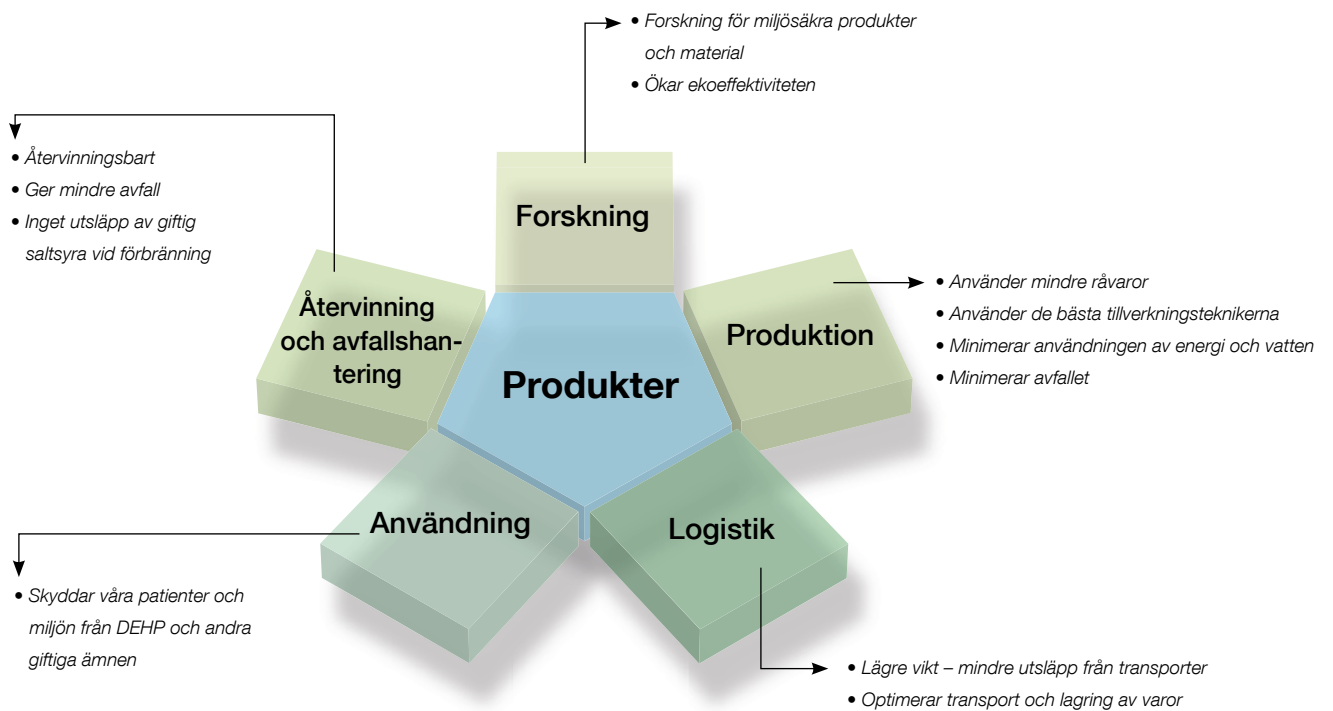 • Forskning för miljösäkra produkter
och material
• Ökar ekoeffektiviteten
• Återvinningsbart
• Ger mindre avfall
• Inget utsläpp av giftig
saltsyra vid förbränning
Forskning
Återvinning
och avfallshan-
tering
Produktion
• Använder mindre råvaror
• Använder de bästa tillverkningsteknikerna
• Minimerar användningen av energi och vatten
• Minimerar avfallet
Produkter
Användning
Logistik
• Skyddar våra patienter och
miljön från DEHP och andra
giftiga ämnen
• Lägre vikt – mindre utsläpp från transporter
• Optimerar transport och lagring av varor